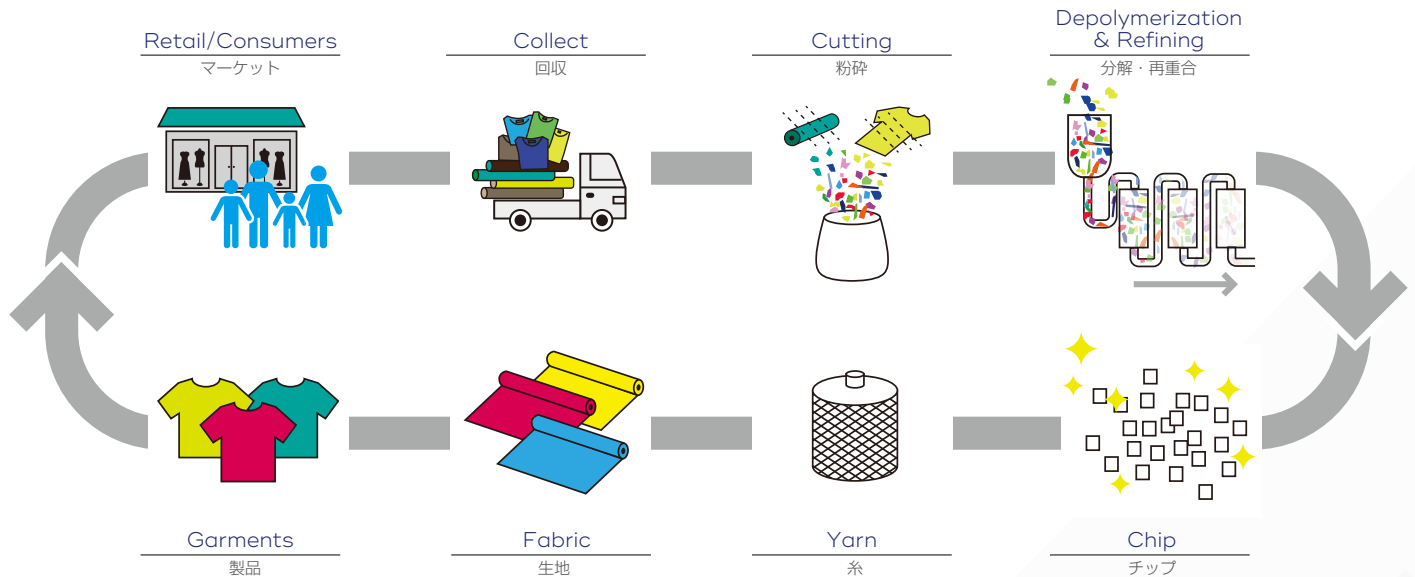 Retail/Consumers
マーケット
Collect
回収
Cutting
粉砕
Depolymerization
& Refining
分解・再重合
Garments
製品
Fabric
生地
Yarn
糸
Chip
チップ